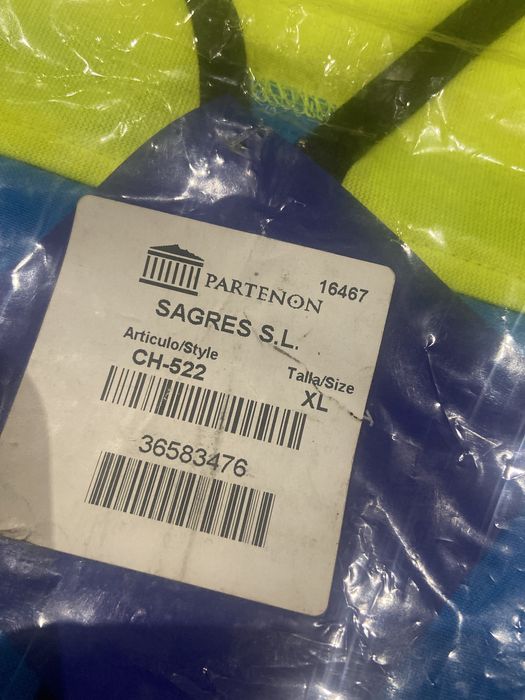 PARTENON
16467
SAGRES S.L.
Articulo/Style
Talla/Size
CH-522
XL
36583476